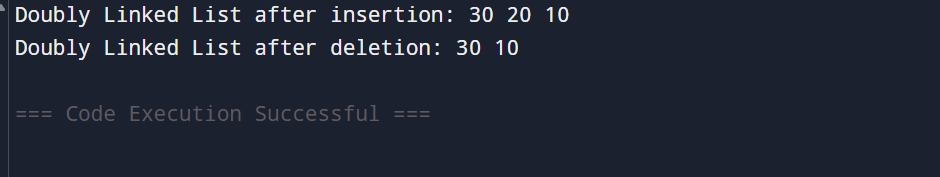 Doubly Linked List after insertion: 30 20 10
Doubly Linked List after deletion: 30 10
=== Code Execution Successful ===